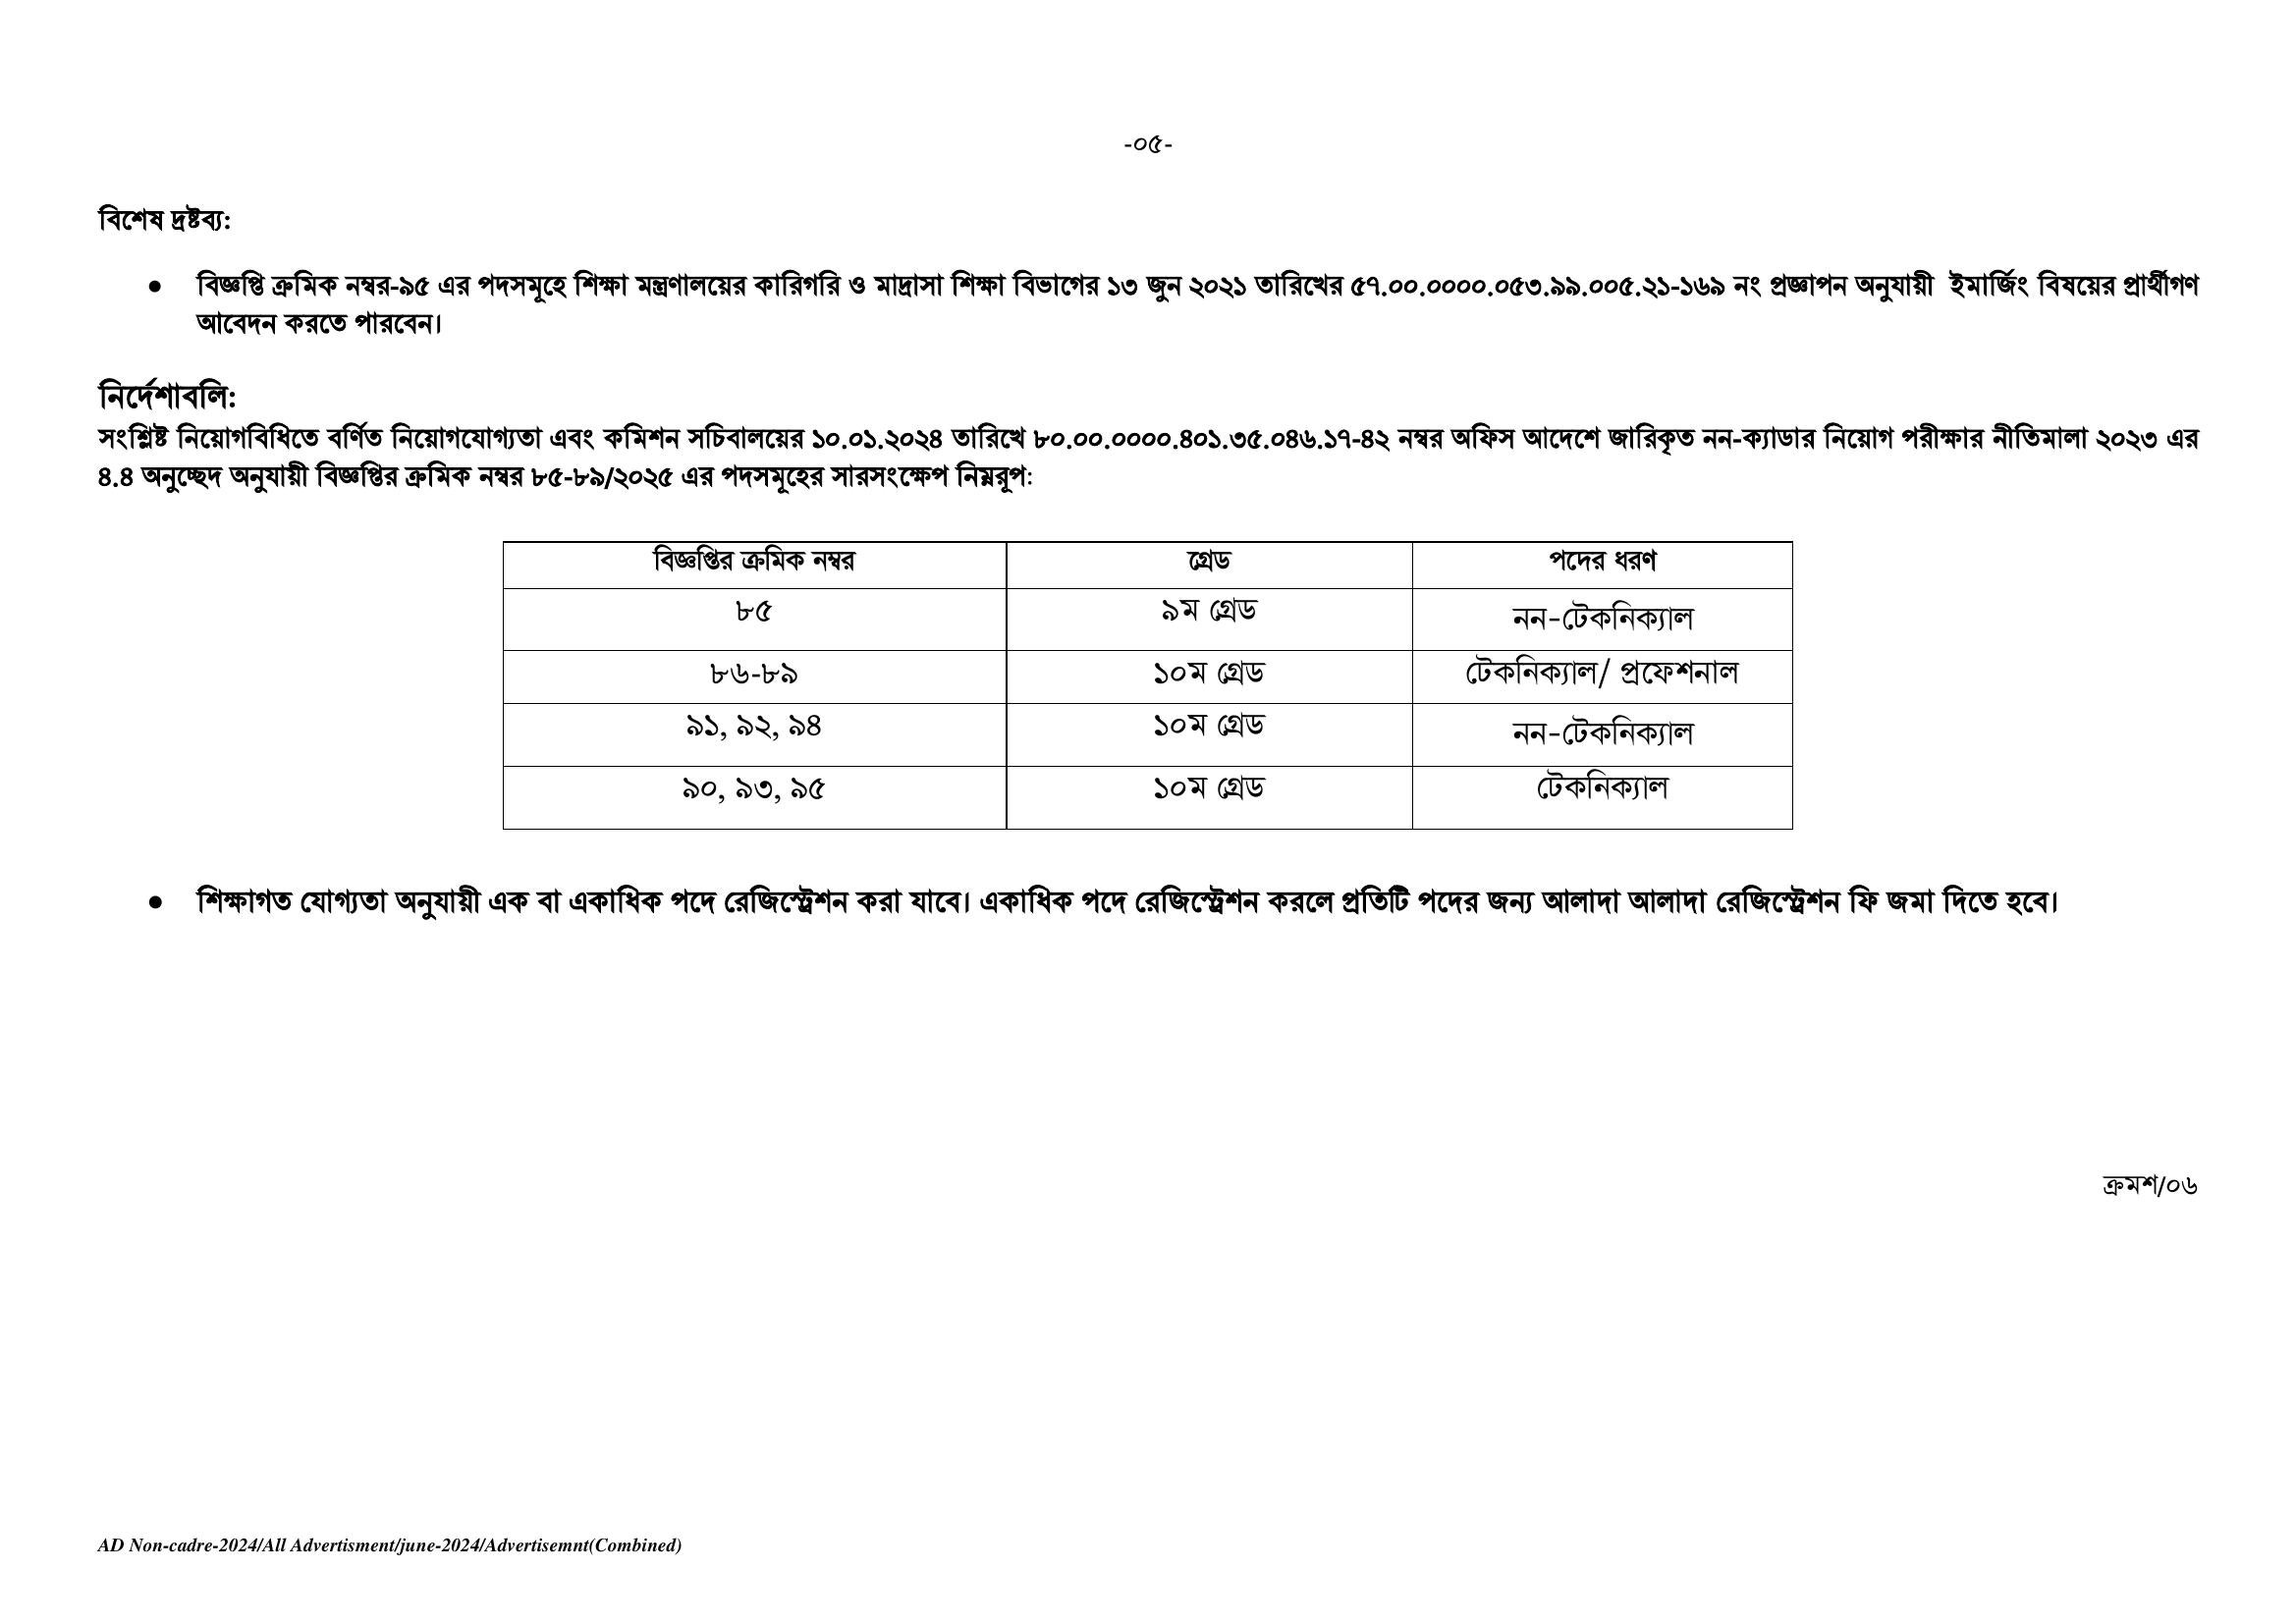 -০৫-
বিশেষ দ্রষ্টব্য:
• বিজ্ঞপ্তি ক্রমিক নম্বর-৯৫ এর পদসমূহে শিক্ষা মন্ত্রণালয়ের কারিগরি ও মাদ্রাসা শিক্ষা বিভাগের ১৩ জুন ২০২১ তারিখের ৫৭.০০.০০০০.০৫৩.৯৯.০০৫.২১-১৬৯ নং প্রজ্ঞাপন অনুযায়ী ইমার্জিং বিষয়ের প্রার্থীগণ
আবেদন করতে পারবেন।
নির্দেশাবলি:
সংশ্লিষ্ট নিয়োগবিধিতে বর্ণিত নিয়োগযোগ্যতা এবং কমিশন সচিবালয়ের ১০.০১.২০২৪ তারিখে ৮০.০০.০০০০.৪০১.৩৫.০৪৬.১৭-৪২ নম্বর অফিস আদেশে জারিকৃত নন-ক্যাডার নিয়োগ পরীক্ষার নীতিমালা ২০২৩ এর
৪.৪ অনুচ্ছেদ অনুযায়ী বিজ্ঞপ্তির ক্রমিক নম্বর ৮৫-৮৯/২০২৫ এর পদসমূহের সারসংক্ষেপ নিম্নরূপ:
বিজ্ঞপ্তির ক্রমিক নম্বর গ্রেড পদের ধরণ
৮৫ ৯ম গ্রেড নন-টেকনিক্যাল
৮৬-৮৯ ১০ম গ্রেড টেকনিক্যাল/ প্রফেশনাল
৯১, ৯২, ৯৪ ১০ম গ্রেড নন-টেকনিক্যাল
৯০, ৯৩, ৯৫ ১০ম গ্রেড টেকনিক্যাল
• শিক্ষাগত যোগ্যতা অনুযায়ী এক বা একাধিক পদে রেজিস্ট্রেশন করা যাবে। একাধিক পদে রেজিস্ট্রেশন করলে প্রতিটি পদের জন্য আলাদা আলাদা রেজিস্ট্রেশন ফি জমা দিতে হবে।
ক্রমশ/০৬
AD Non-cadre-2024/All Advertisment/june-2024/Advertisemnt(Combined)